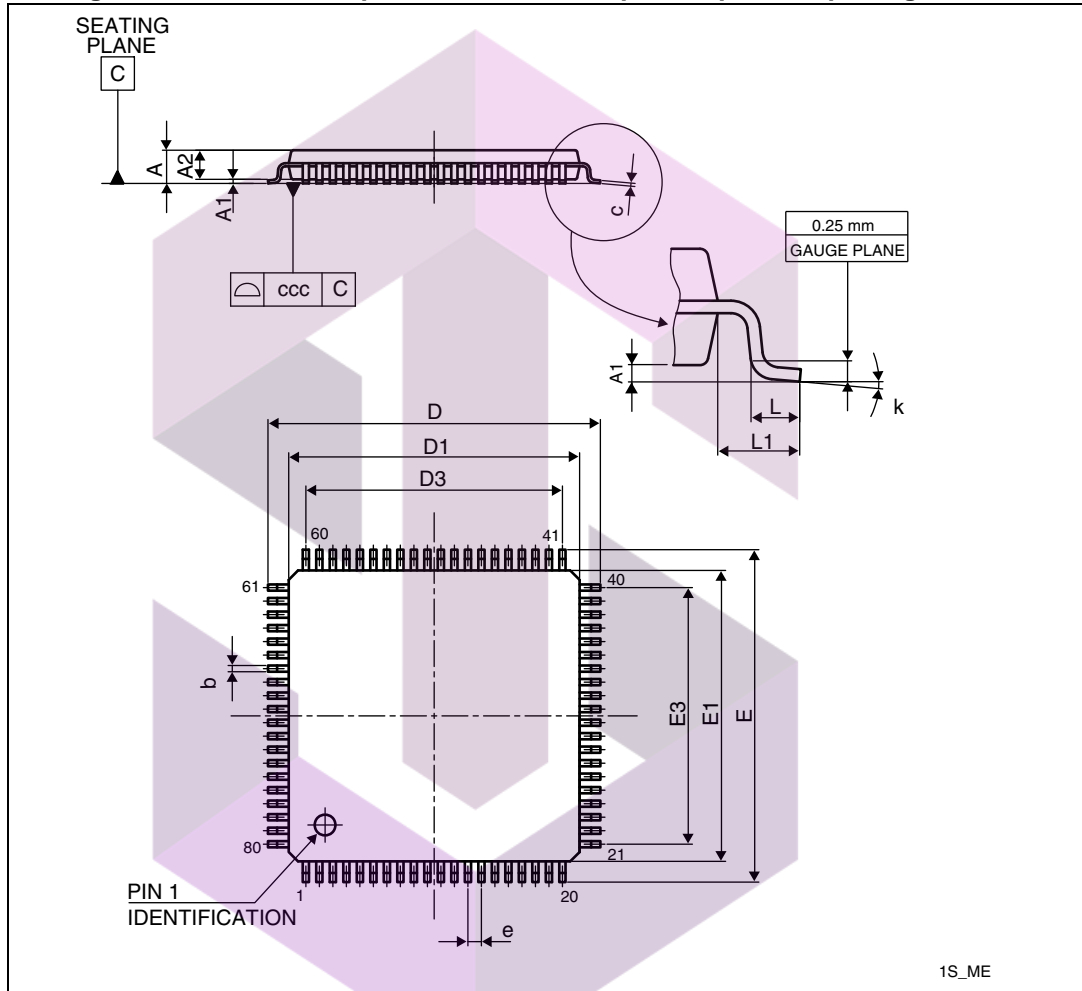 SEATING
PLANE
C
A
A2
A1
c
ccc C
0.25 mm
GAUGE PLANE
A1
L
L1
k
D
D1
D3
60
41
61
40
b
E3
E1
E
80
21
PIN 1
IDENTIFICATION
1
20
e
1S_ME